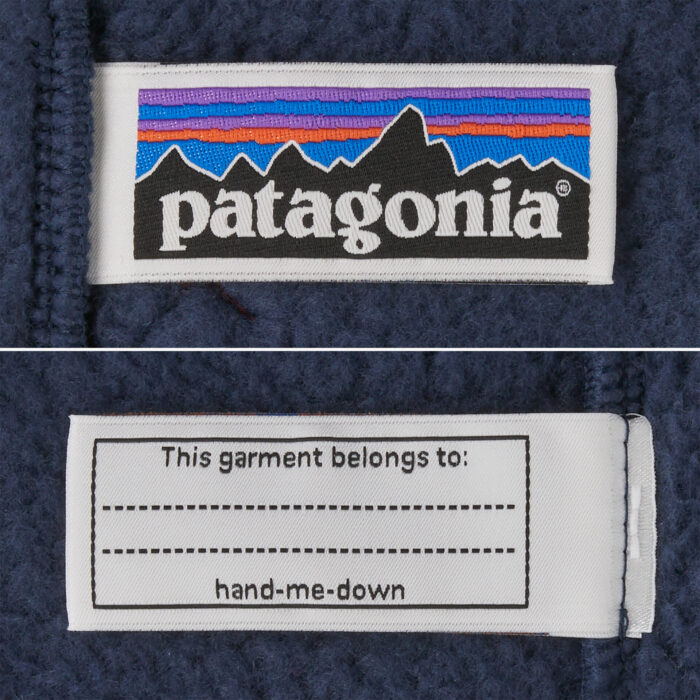 patagonia®
This garment belongs to:
hand-me-down